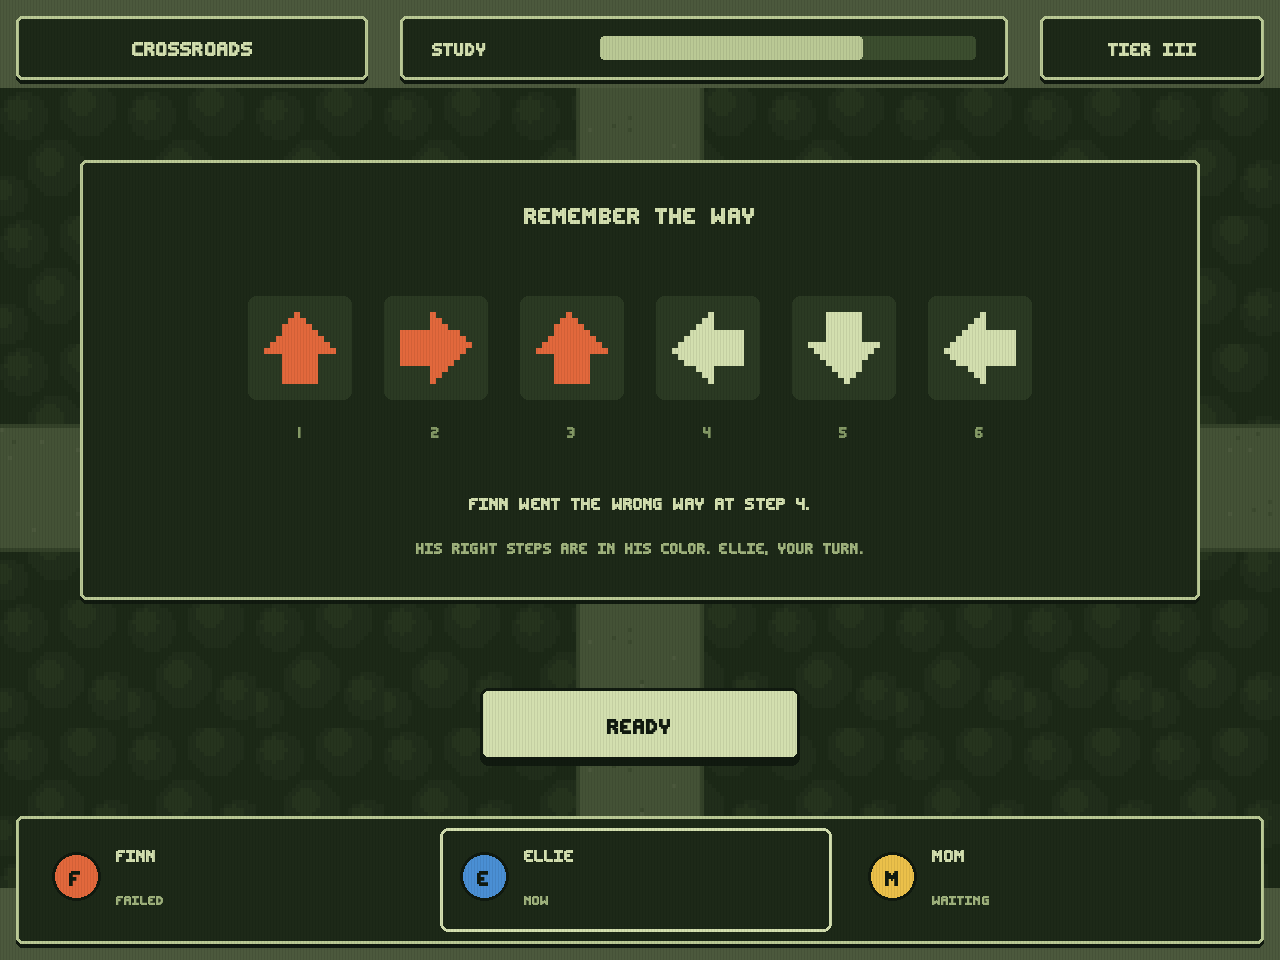 CROSSROADS
STUDY
TIER III
REMEMBER THE WAY
1 2 3 4 5 6
FINN WENT THE WRONG WAY AT STEP 4.
HIS RIGHT STEPS ARE IN HIS COLOR. ELLIE, YOUR TURN.
READY
F
FINN
FAILED
E
ELLIE
NOW
M
MOM
WAITING